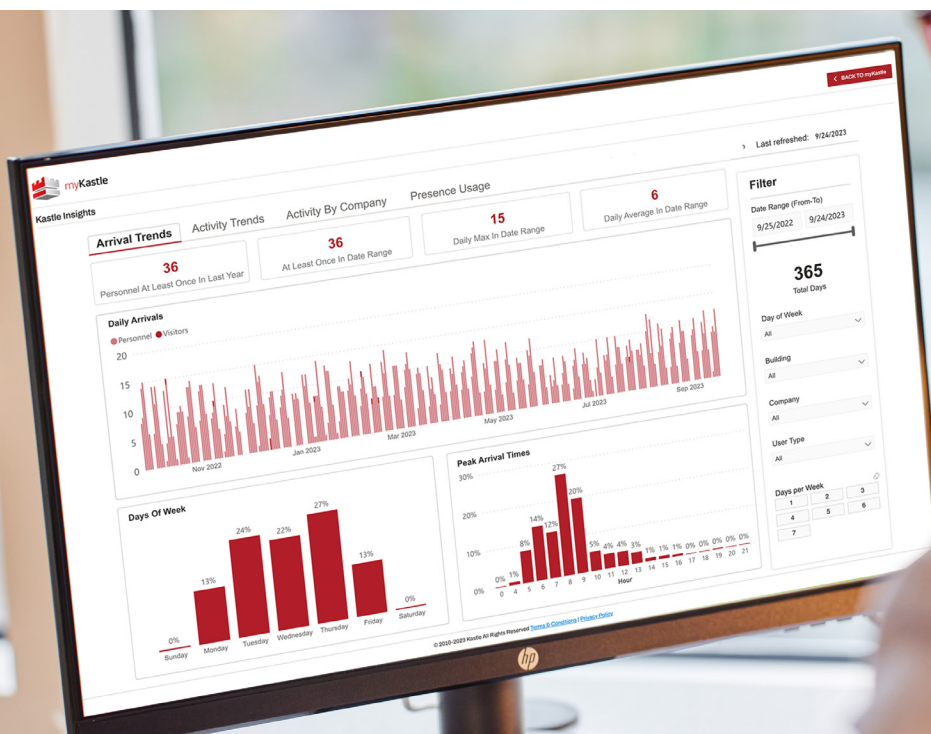 BACK TO myKastle
myKastle
Last refreshed: 9/24/2023
Kastle Insights
Arrival Trends Activity Trends Activity By Company Presence Usage
36
Personnel At Least Once In Last Year
36
At Least Once In Date Range
15
Daily Max In Date Range
6
Daily Average In Date Range
Filter
Date Range (From-To)
9/25/2022 9/24/2023
365
Total Days
Day of Week
All
Building
All
Company
All
User Type
All
Days per Week
1 2 3
4 5 6
7
Daily Arrivals
Personnel Visitors
20
15
10
5
0
Nov 2022 Jan 2023 Mar 2023 May 2023 Jul 2023 Sep 2023
Days Of Week
0% 13% 24% 22% 27% 13% 0%
Sunday Monday Tuesday Wednesday Thursday Friday Saturday
Peak Arrival Times
30%
20%
10%
0%
0% 1% 8% 14% 12% 27% 20% 5% 4% 4% 3% 1% 1% 1% 0% 0% 0% 0% 0%
0 4 5 6 7 8 9 10 11 12 13 14 15 16 17 18 19 20 21
Hour
© 2010-2023 Kastle All Rights Reserved Terms & Conditions | Privacy Policy
hp